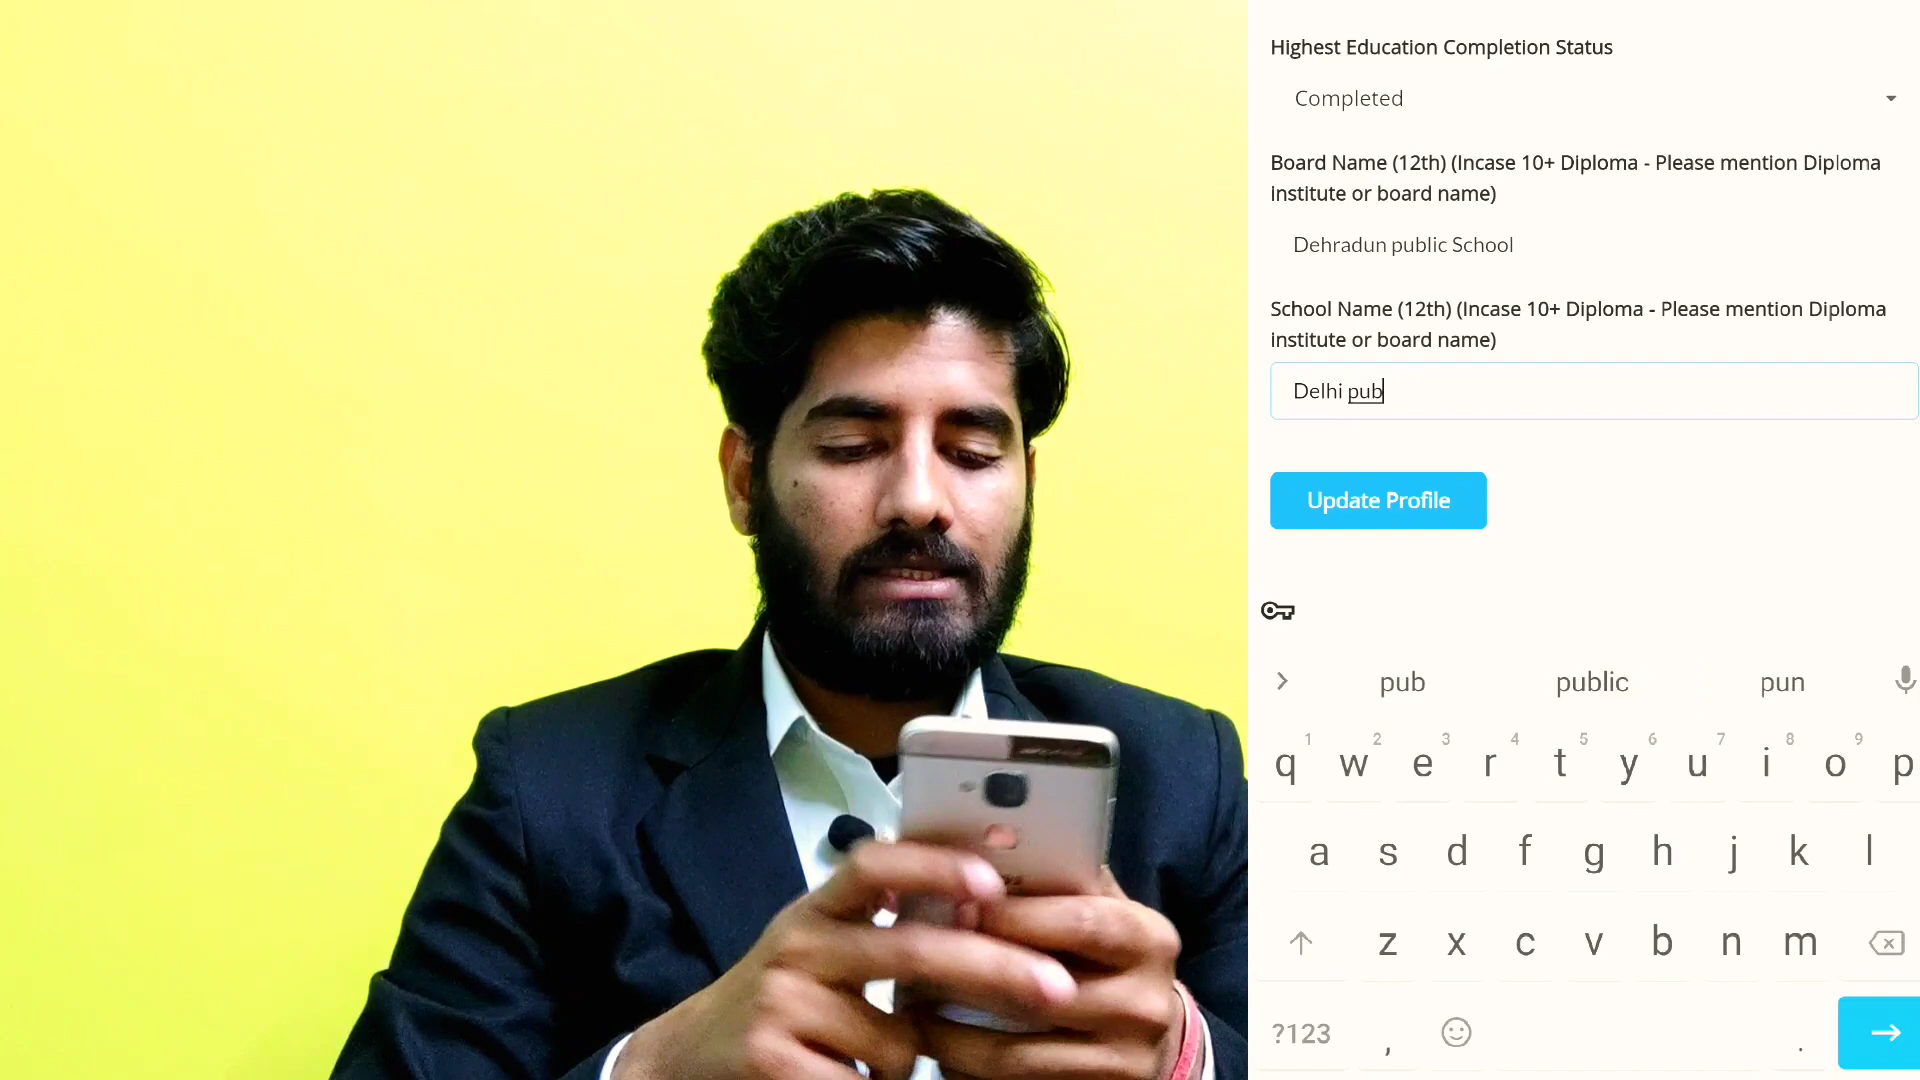 Highest Education Completion Status
Completed
Board Name (12th) (Incase 10+ Diploma - Please mention Diploma
institute or board name)
Dehradun public School
School Name (12th) (Incase 10+ Diploma - Please mention Diploma
institute or board name)
Delhi pub
Update Profile
pub public pun
1 2 3 4 5 6 7 8 9
q w e r t y u i o p
a s d f g h j k l
z x c v b n m
?123 , .